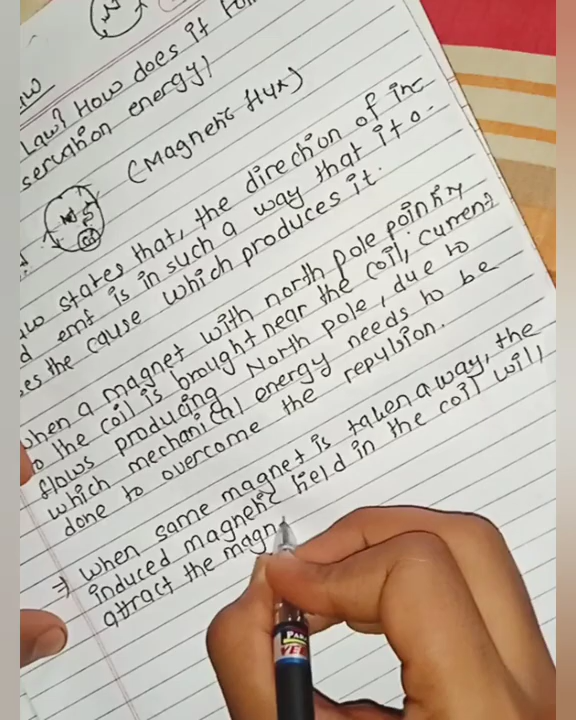 Law? How does it
servation energy?
(Magnetic flux)
N S
G
states that, the direction of inc
d emf is in such a way that it o.
es the cause which produces it.
when a magnet with north pole pointin
to the coil is brought near the coil, current
flows producing North pole, due to
which mechanical energy needs to be
done to overcome the repulsion.
⇒ When same magnet is taken away, the
induced magnetic field in the coil will
attract the magn